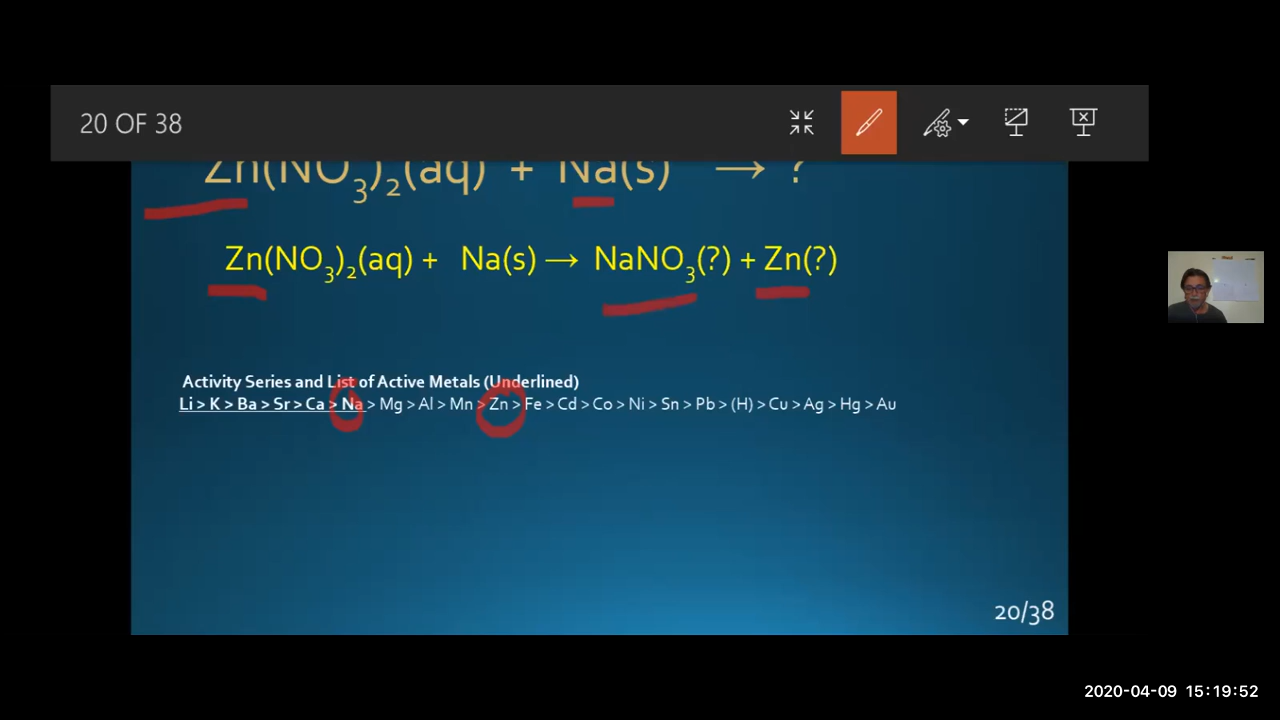 20 OF 38
Zn(NO₃)₂(aq) + Na(s) → ?
Zn(NO₃)₂(aq) + Na(s) → NaNO₃(?) + Zn(?)
Activity Series and List of Active Metals (Underlined)
Li > K > Ba > Sr > Ca > Na > Mg > Al > Mn > Zn > Fe > Cd > Co > Ni > Sn > Pb > (H) > Cu > Ag > Hg > Au
20/38
2020-04-09 15:19:52